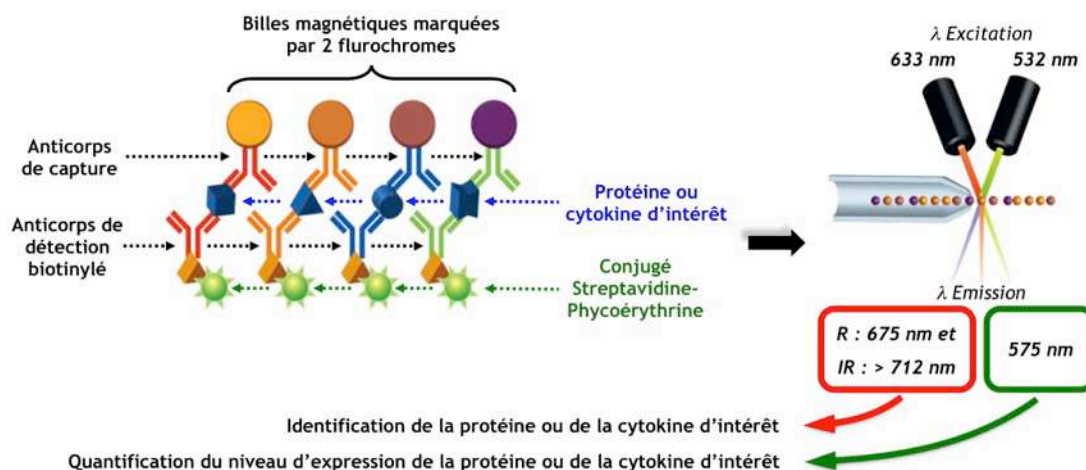 Billes magnétiques marquées
par 2 flurochromes
λ Excitation
633 nm
532 nm
Anticorps
de capture
Protéine ou
cytokine d'intérêt
Anticorps de
détection
biotinylé
Conjugé
Streptavidine-
Phycoérythrine
λ Emission
R : 675 nm et
IR : > 712 nm
575 nm
Identification de la protéine ou de la cytokine d'intérêt
Quantification du niveau d'expression de la protéine ou de la cytokine d'intérêt